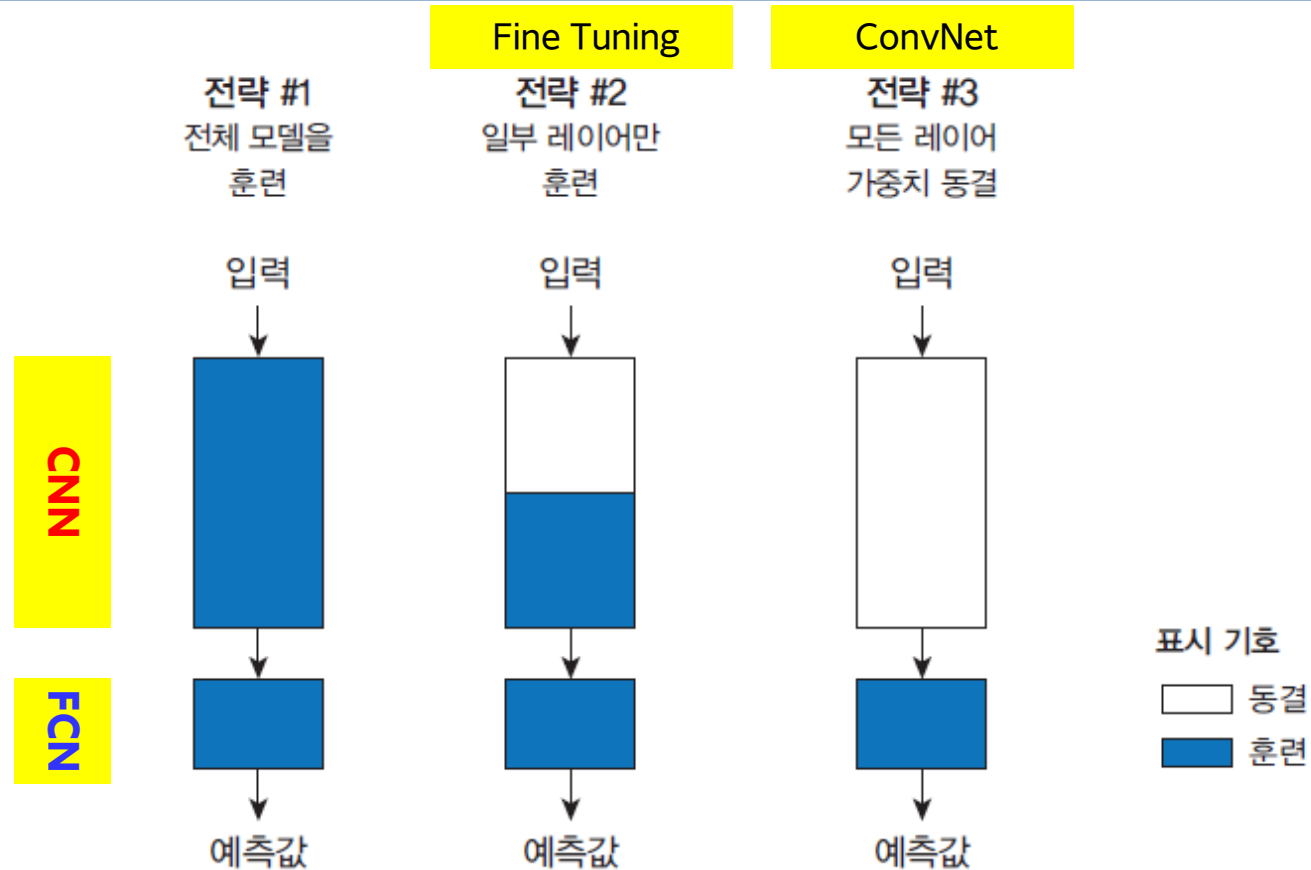 Fine Tuning
ConvNet
전략 #1
전체 모델을
훈련
전략 #2
일부 레이어만
훈련
전략 #3
모든 레이어
가중치 동결
입력
입력
입력
CNN
FCN
예측값
예측값
예측값
표시 기호
동결
훈련